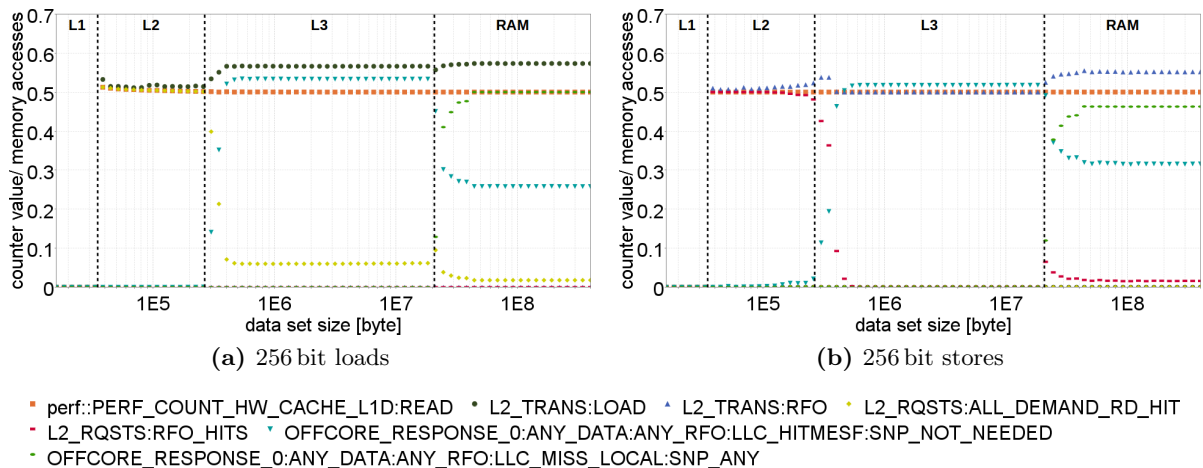 L1 L2 L3 RAM
0.7
0.6
0.5
0.4
0.3
0.2
0.1
0
counter value/ memory accesses
1E5 1E6 1E7 1E8
data set size [byte]
(a) 256 bit loads
L1 L2 L3 RAM
0.7
0.6
0.5
0.4
0.3
0.2
0.1
0
counter value/ memory accesses
1E5 1E6 1E7 1E8
data set size [byte]
(b) 256 bit stores
perf::PERF_COUNT_HW_CACHE_L1D:READ L2_TRANS:LOAD L2_TRANS:RFO L2_RQSTS:ALL_DEMAND_RD_HIT
L2_RQSTS:RFO_HITS OFFCORE_RESPONSE_0:ANY_DATA:ANY_RFO:LLC_HITMESF:SNP_NOT_NEEDED
OFFCORE_RESPONSE_0:ANY_DATA:ANY_RFO:LLC_MISS_LOCAL:SNP_ANY